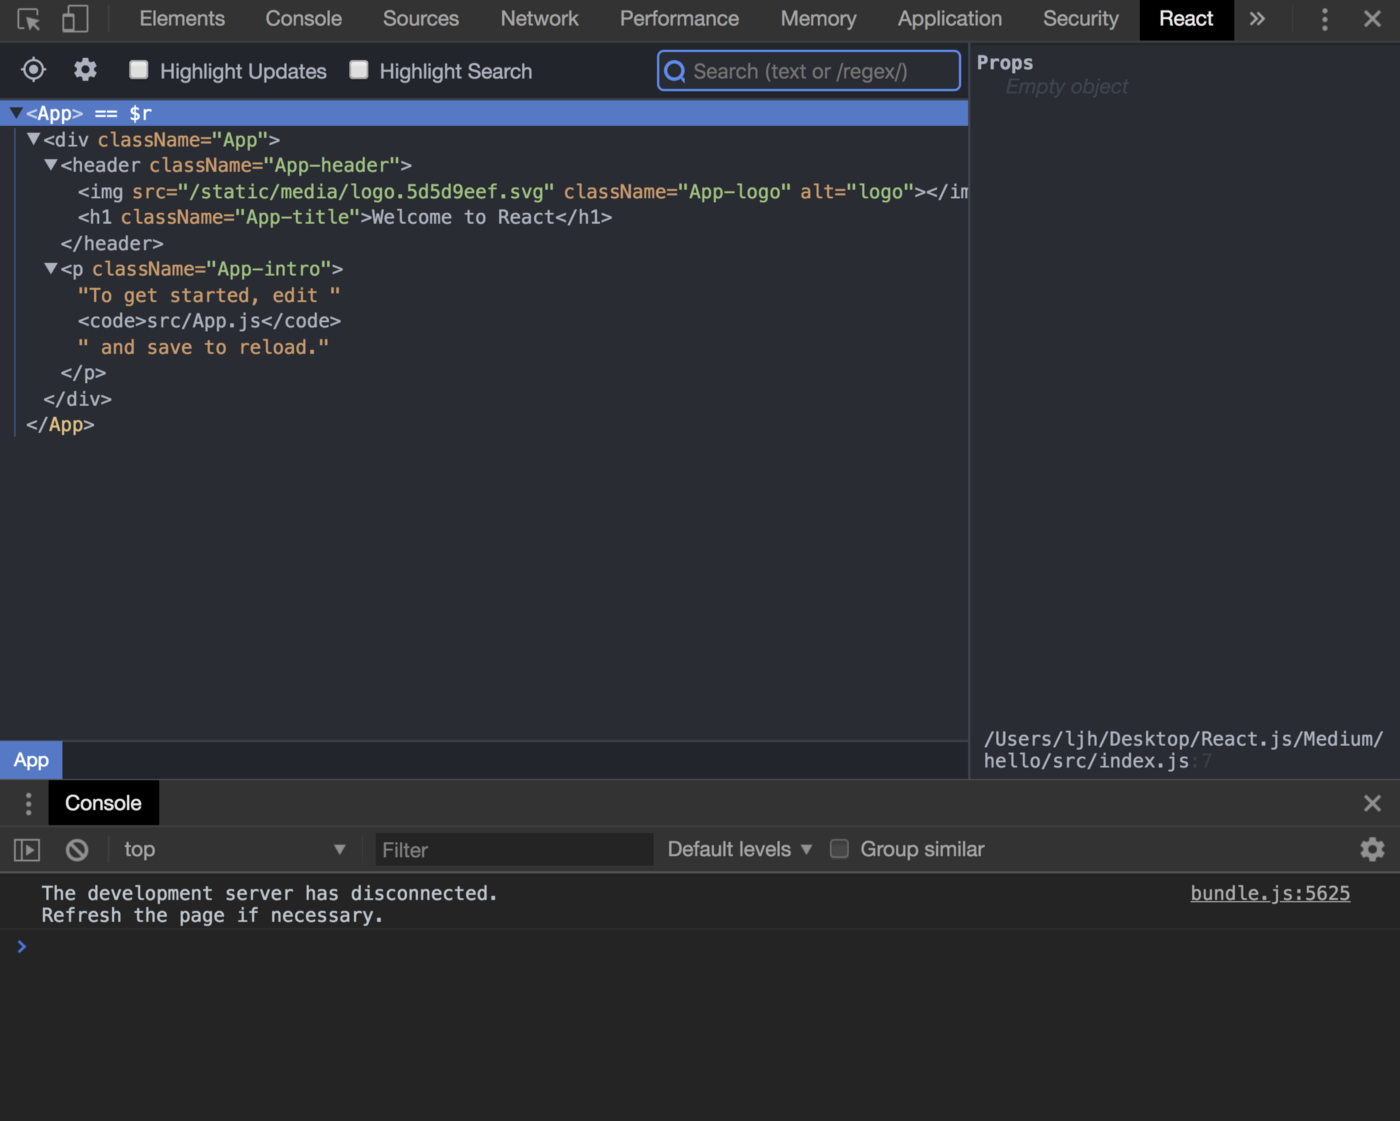 Elements Console Sources Network Performance Memory Application Security React »
Highlight Updates Highlight Search Search (text or /regex/)
<App> == $r
<div className="App">
<header className="App-header">
<img src="/static/media/logo.5d5d9eef.svg" className="App-logo" alt="logo"></im
<h1 className="App-title">Welcome to React</h1>
</header>
<p className="App-intro">
"To get started, edit "
<code>src/App.js</code>
" and save to reload."
</p>
</div>
</App>
Props
Empty object
/Users/ljh/Desktop/React.js/Medium/
hello/src/index.js:7
App
Console
top Filter Default levels Group similar
The development server has disconnected. bundle.js:5625
Refresh the page if necessary.